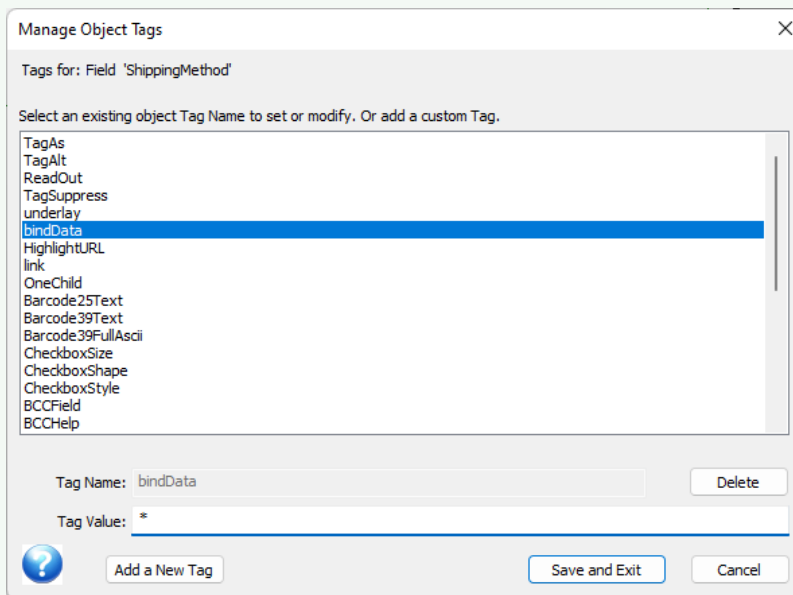 Manage Object Tags
Tags for: Field 'ShippingMethod'
Select an existing object Tag Name to set or modify. Or add a custom Tag.
TagAs
TagAlt
ReadOut
TagSuppress
underlay
bindData
HighlightURL
link
OneChild
Barcode25Text
Barcode39Text
Barcode39FullAscii
CheckboxSize
CheckboxShape
CheckboxStyle
BCCField
BCCHelp
Tag Name: bindData Delete
Tag Value: *
? Add a New Tag Save and Exit Cancel